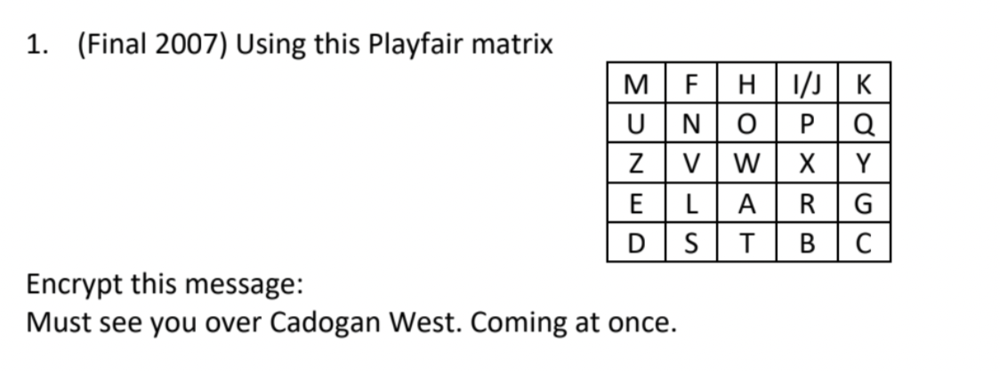 1. (Final 2007) Using this Playfair matrix
M F H I/J K
U N O P Q
Z V W X Y
E L A R G
D S T B C
Encrypt this message:
Must see you over Cadogan West. Coming at once.